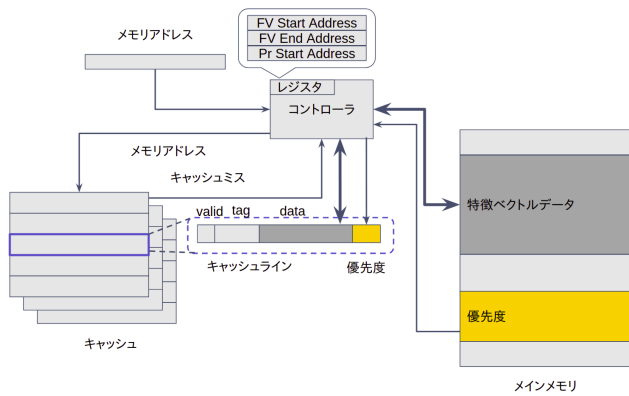 FV Start Address
FV End Address
Pr Start Address
メモリアドレス
レジスタ
コントローラ
メモリアドレス
キャッシュミス
valid tag data
特徴ベクトルデータ
キャッシュライン
優先度
優先度
キャッシュ
メインメモリ